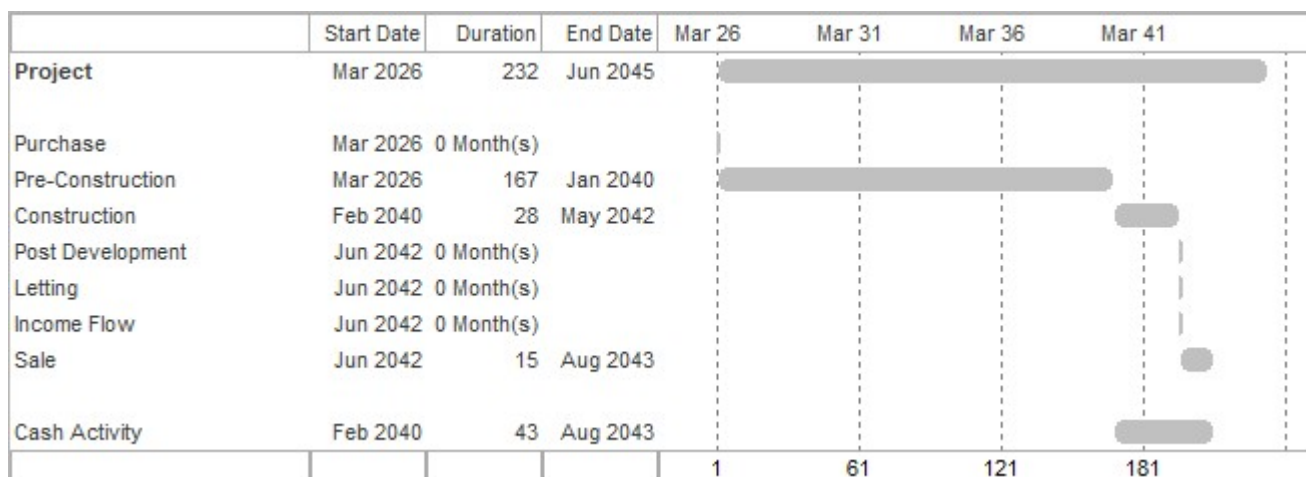 Start Date Duration End Date Mar 26 Mar 31 Mar 36 Mar 41
Project Mar 2026 232 Jun 2045
Purchase Mar 2026 0 Month(s)
Pre-Construction Mar 2026 167 Jan 2040
Construction Feb 2040 28 May 2042
Post Development Jun 2042 0 Month(s)
Letting Jun 2042 0 Month(s)
Income Flow Jun 2042 0 Month(s)
Sale Jun 2042 15 Aug 2043
Cash Activity Feb 2040 43 Aug 2043
1 61 121 181